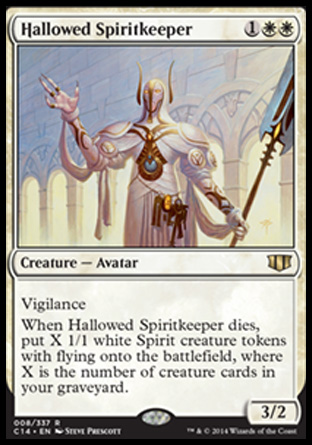 Hallowed Spiritkeeper 1
Creature — Avatar
Vigilance
When Hallowed Spiritkeeper dies,
put X 1/1 white Spirit creature tokens
with flying onto the battlefield, where
X is the number of creature cards in
your graveyard.
3/2
008/337 R
C14 • EN STEVE PRESCOTT ™ & © 2014 Wizards of the Coast